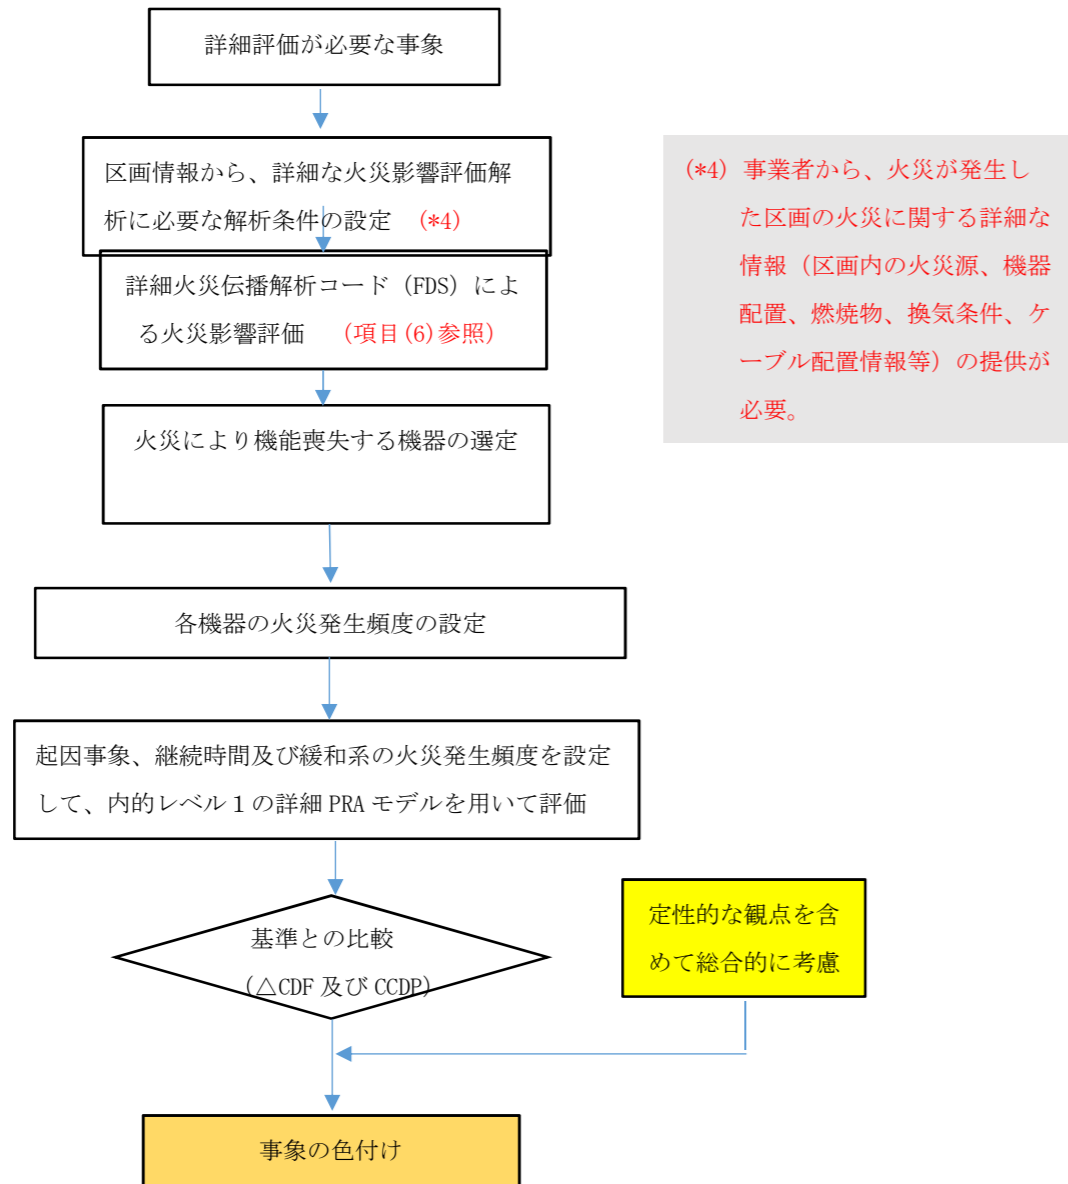 詳細評価が必要な事象
区画情報から、詳細な火災影響評価解
析に必要な解析条件の設定 (*4)
詳細火災伝播解析コード（FDS）によ
る火災影響評価 （項目(6)参照）
火災により機能喪失する機器の選定
各機器の火災発生頻度の設定
起因事象、継続時間及び緩和系の火災発生頻度を設定
して、内的レベル１の詳細 PRA モデルを用いて評価
基準との比較
（△CDF 及び CCDP）
定性的な観点を含
めて総合的に考慮
事象の色付け
(*4) 事業者から、火災が発生し
た区画の火災に関する詳細な
情報（区画内の火災源、機器
配置、燃焼物、換気条件、ケ
ーブル配置情報等）の提供が
必要。